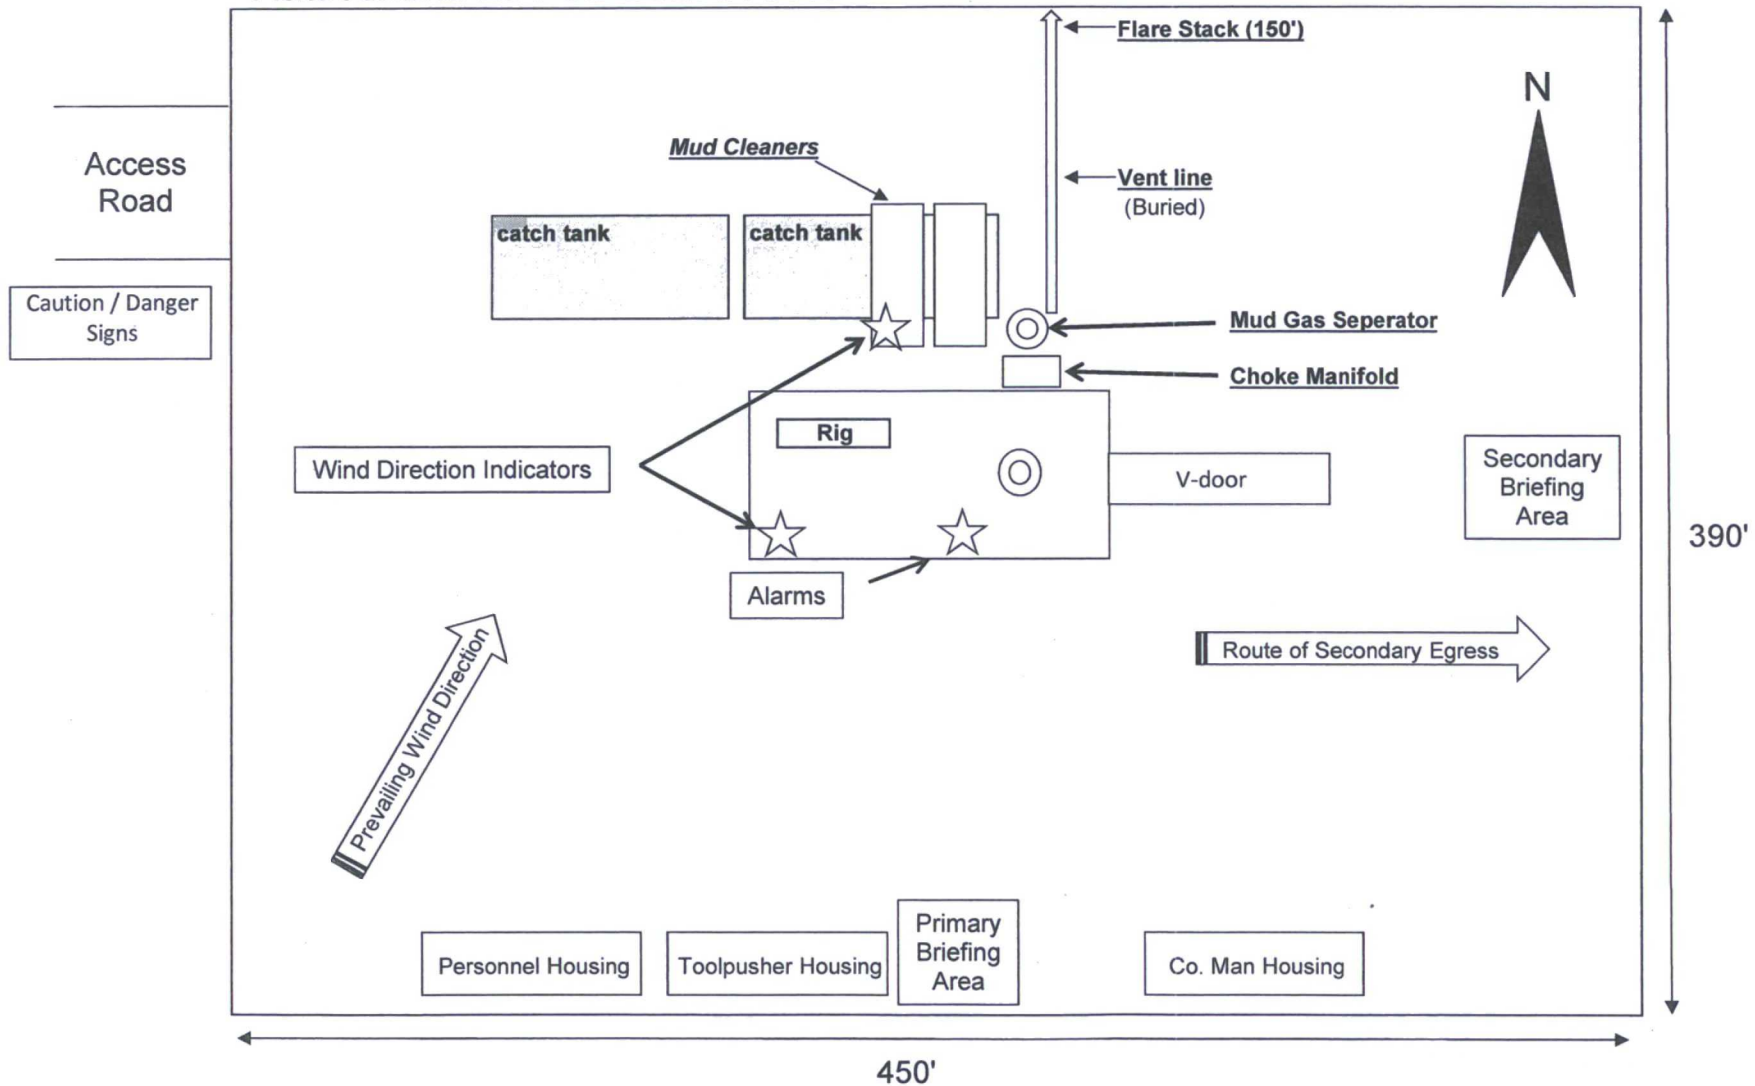 Flare Stack (150')
N
Mud Cleaners
Access
Road
Vent line
(Buried)
catch tank
catch tank
Caution / Danger
Signs
Mud Gas Seperator
Choke Manifold
Rig
Wind Direction Indicators
V-door
Secondary
Briefing
Area
390'
Alarms
Prevailing Wind Direction
Route of Secondary Egress
Primary
Briefing
Area
Personnel Housing
Toolpusher Housing
Co. Man Housing
450'